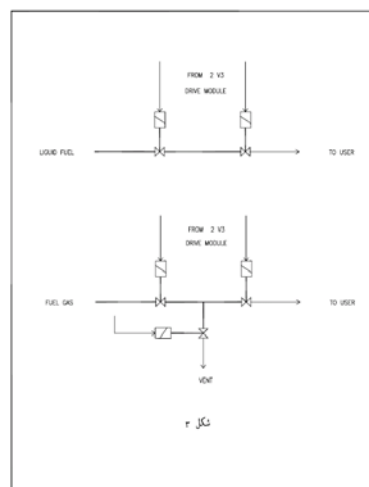 FROM 2 V3
DRIVE MODULE
LIQUID FUEL
TO USER
FROM 2 V3
DRIVE MODULE
FUEL GAS
TO USER
VENT
شکل ۳